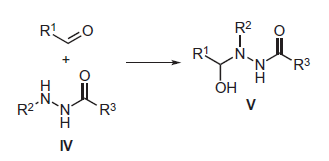 R1 O
+
R2 H N N H O R3
IV
R1 OH R2 N N H O R3
V